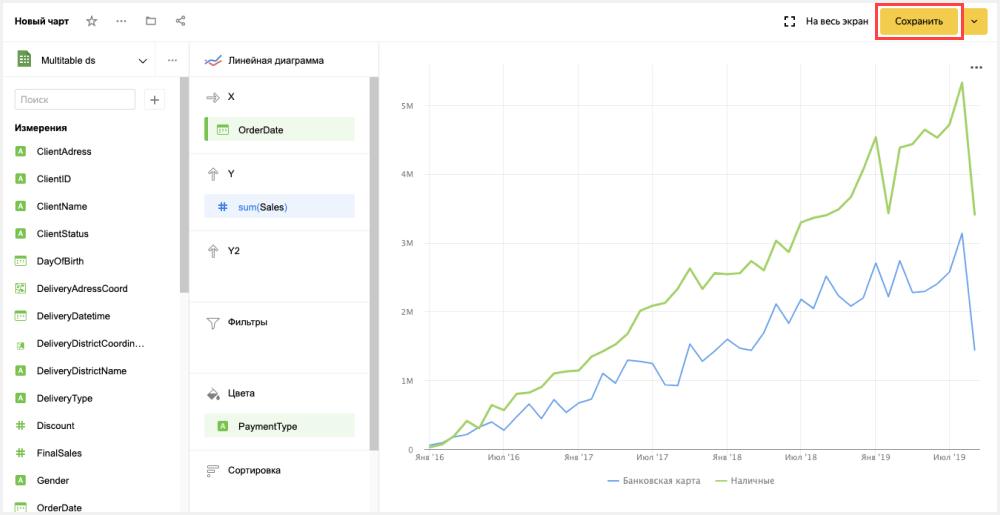 Новый чарт
На весь экран
Сохранить
Multitable ds
Поиск
Измерения
ClientAdress
ClientID
ClientName
ClientStatus
DayOfBirth
DeliveryAdressCoord
DeliveryDatetime
DeliveryDistrictCoordin...
DeliveryDistrictName
DeliveryType
Discount
FinalSales
Gender
OrderDate
Линейная диаграмма
X
OrderDate
Y
sum(Sales)
Y2
Фильтры
Цвета
PaymentType
Сортировка
5M
4M
3M
2M
1M
0
Янв '16
Июл '16
Янв '17
Июл '17
Янв '18
Июл '18
Янв '19
Июл '19
Банковская карта
Наличные